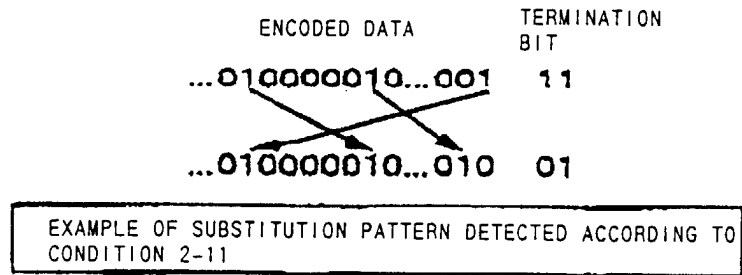 ENCODED DATA
TERMINATION
BIT
...010000010...001 11
...010000010...010 01
EXAMPLE OF SUBSTITUTION PATTERN DETECTED ACCORDING TO
CONDITION 2-11